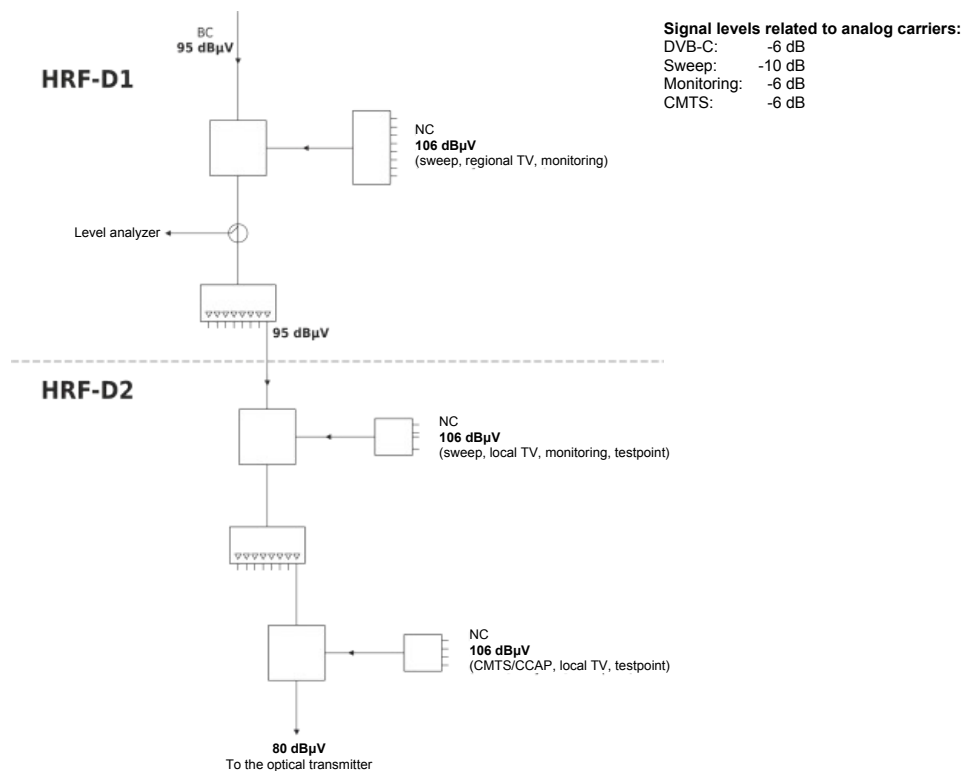 BC
95 dBµV
HRF-D1
Signal levels related to analog carriers:
DVB-C: -6 dB
Sweep: -10 dB
Monitoring: -6 dB
CMTS: -6 dB
NC
106 dBµV
(sweep, regional TV, monitoring)
Level analyzer
95 dBµV
HRF-D2
NC
106 dBµV
(sweep, local TV, monitoring, testpoint)
NC
106 dBµV
(CMTS/CCAP, local TV, testpoint)
80 dBµV
To the optical transmitter